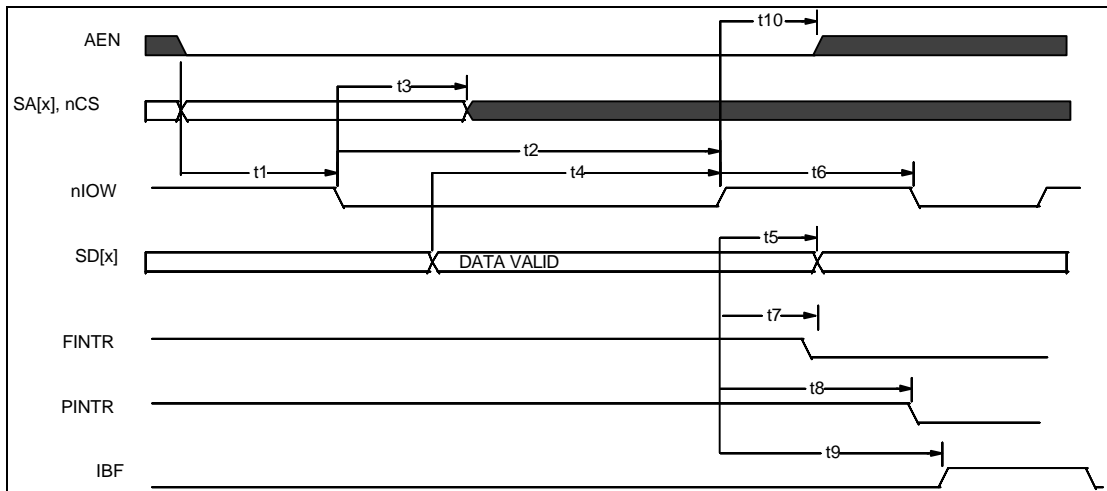 t10
AEN
t3
SA[x], nCS
t2
t1
t4
t6
nIOW
t5
SD[x]
DATA VALID
t7
FINTR
t8
PINTR
t9
IBF